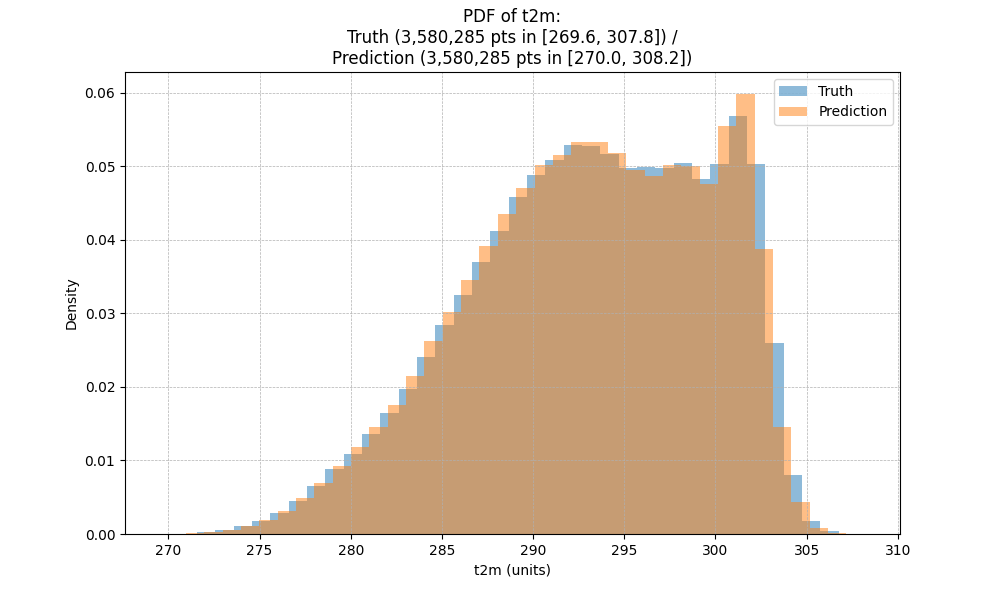 PDF of t2m:
Truth (3,580,285 pts in [269.6, 307.8]) /
Prediction (3,580,285 pts in [270.0, 308.2])
Truth
Prediction
Density
0.06
0.05
0.04
0.03
0.02
0.01
0.00
270 275 280 285 290 295 300 305 310
t2m (units)